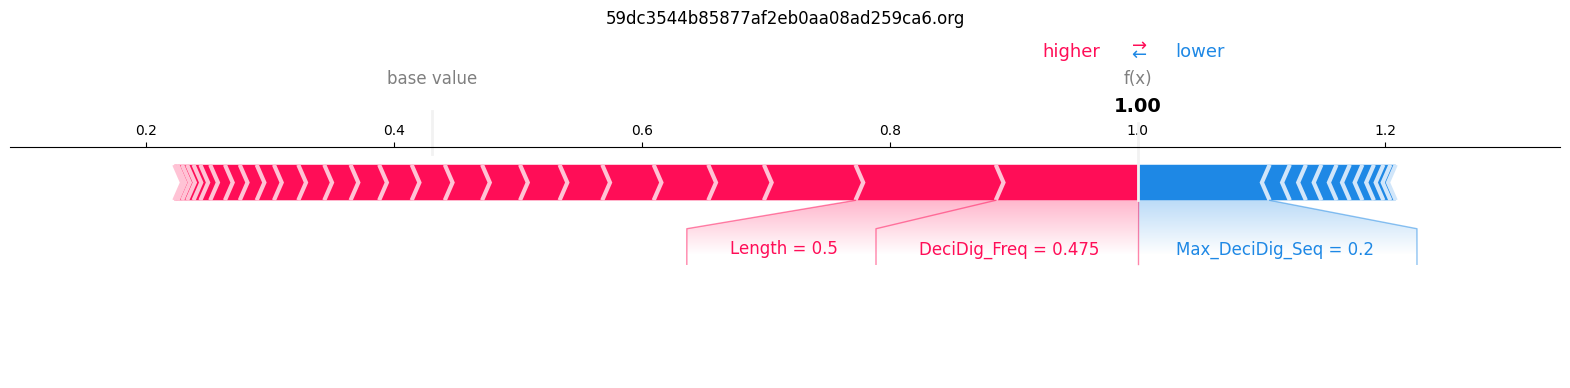 59dc3544b85877af2eb0aa08ad259ca6.org
higher ⇄ lower
base value f(x)
1.00
0.2 0.4 0.6 0.8 1.0 1.2
Length = 0.5 DeciDig_Freq = 0.475 Max_DeciDig_Seq = 0.2